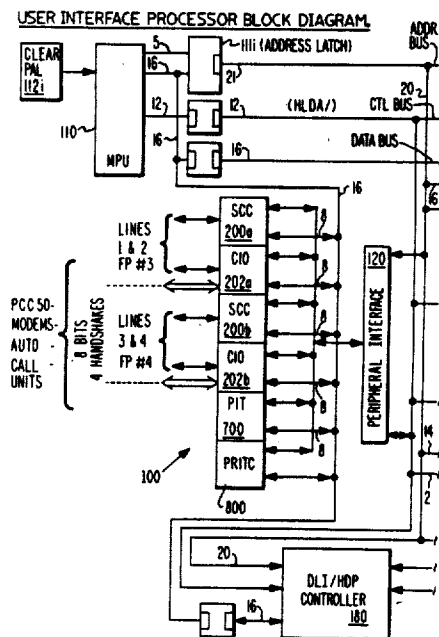 USER INTERFACE PROCESSOR BLOCK DIAGRAM.
CLEAR
PAL
112i
5
16
111i (ADDRESS LATCH)
21
ADDR.
BUS
20
12
12
(HLDA/)
CTL BUS
110
MPU
16
16
DATA BUS
16
16
LINES
1 & 2
FP #3
SCC
200a
8
CIO
202a
8
120
PERIPHERAL INTERFACE
PCC 50-
MODEMS-
AUTO
CALL
UNITS
8 BITS
4 HANDSHAKES
LINES
3 & 4
FP #4
SCC
200b
8
CIO
202b
8
PIT
700
8
PRITC
100
800
14
2
20
16
DLI/HDP
CONTROLLER
180